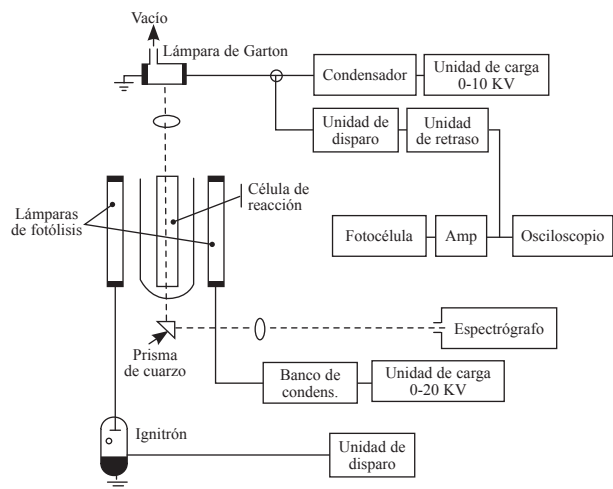 Vacío
Lámpara de Garton
Condensador
Unidad de carga
0-10 KV
Unidad de
disparo
Unidad
de retraso
Célula de
reacción
Lámparas
de fotólisis
Fotocélula
Amp
Osciloscopio
Espectrógrafo
Prisma
de cuarzo
Banco de
condens.
Unidad de carga
0-20 KV
Ignitrón
Unidad de
disparo